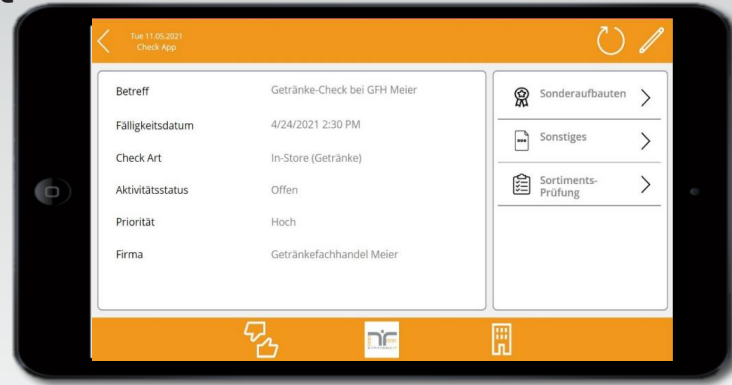 Tue 11.05.2021
Check App
Betreff Getränke-Check bei GFH Meier
Fälligkeitsdatum 4/24/2021 2:30 PM
Check Art In-Store (Getränke)
Aktivitätsstatus Offen
Priorität Hoch
Firma Getränkefachhandel Meier
Sonderaufbauten
Sonstiges
Sortiments-
Prüfung